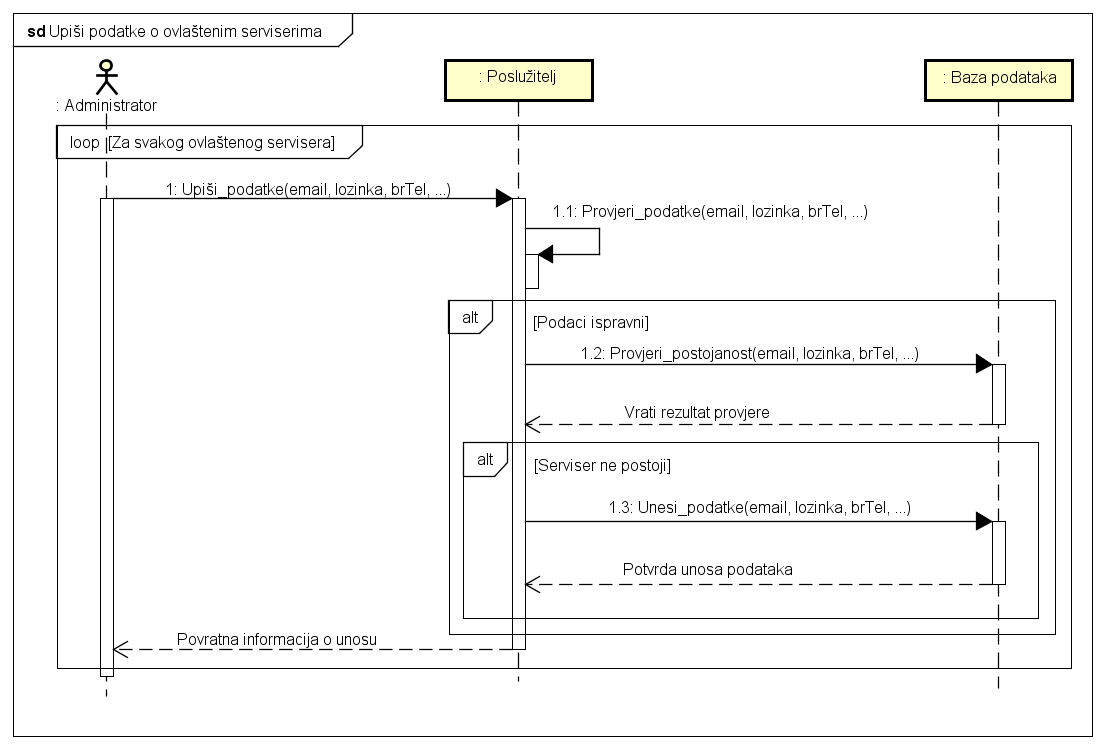 sd Upiši podatke o ovlaštenim serviserima
: Poslužitelj
: Baza podataka
: Administrator
loop [Za svakog ovlaštenog servisera]
1: Upiši_podatke(email, lozinka, brTel, ...)
1.1: Provjeri_podatke(email, lozinka, brTel, ...)
alt [Podaci ispravni]
1.2: Provjeri_postojanost(email, lozinka, brTel, ...)
Vrati rezultat provjere
alt [Serviser ne postoji]
1.3: Unesi_podatke(email, lozinka, brTel, ...)
Potvrda unosa podataka
Povratna informacija o unosu